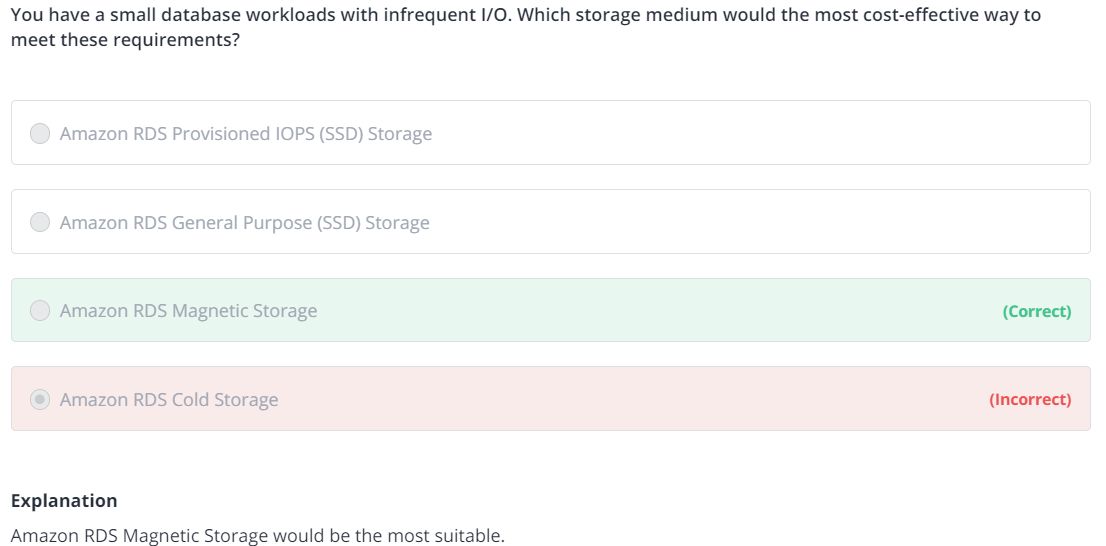 You have a small database workloads with infrequent I/O. Which storage medium would the most cost-effective way to
meet these requirements?
Amazon RDS Provisioned IOPS (SSD) Storage
Amazon RDS General Purpose (SSD) Storage
Amazon RDS Magnetic Storage (Correct)
Amazon RDS Cold Storage (Incorrect)
Explanation
Amazon RDS Magnetic Storage would be the most suitable.